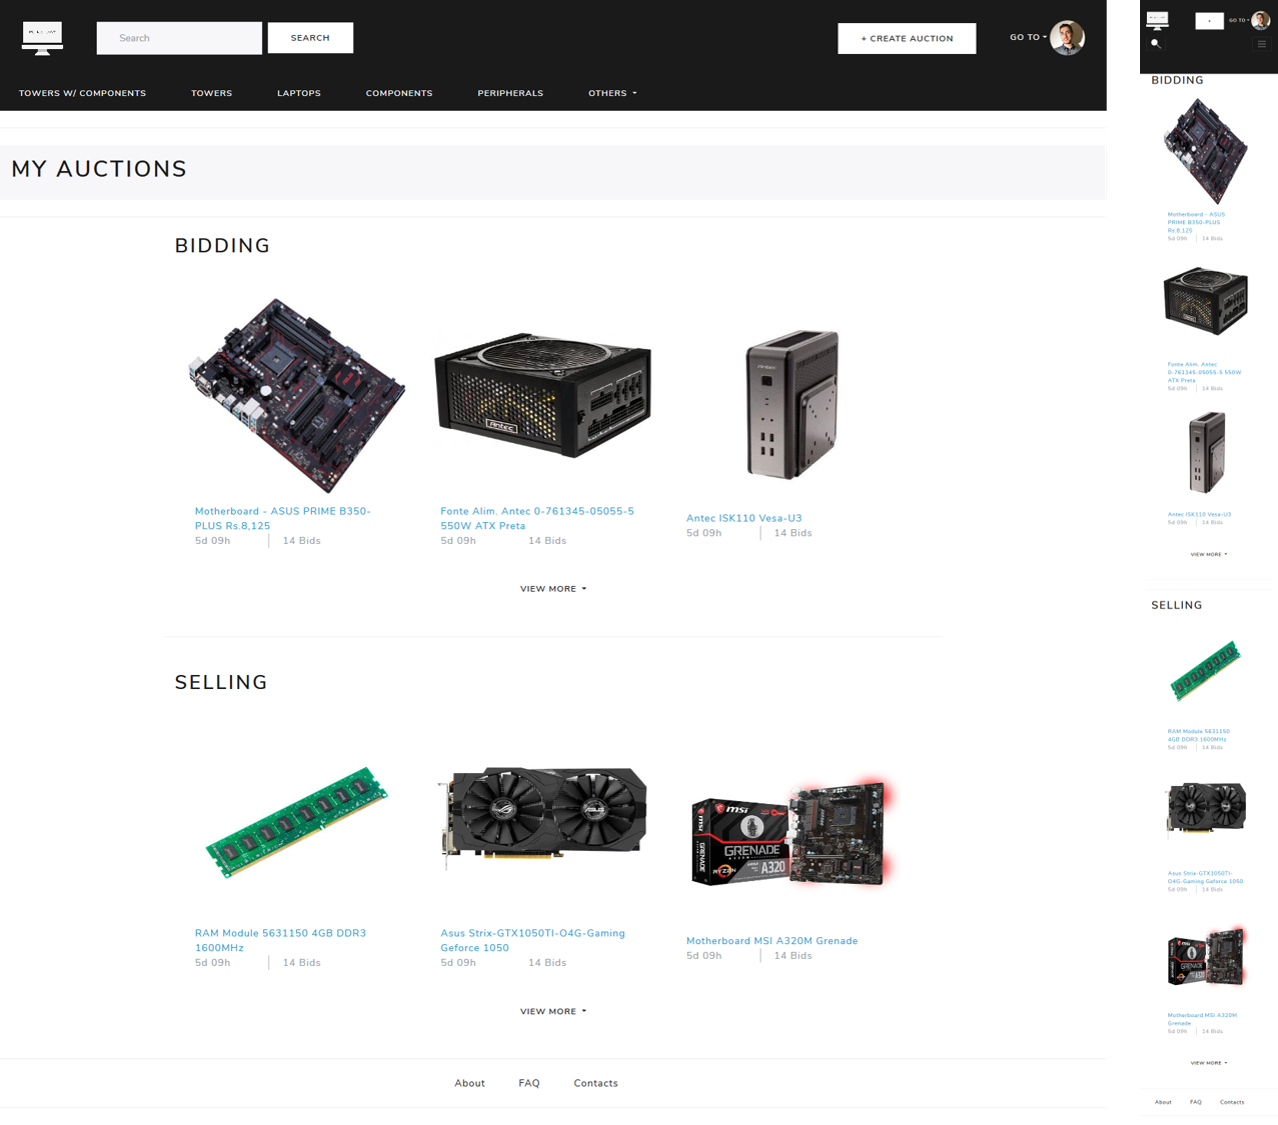 Search
SEARCH
+ CREATE AUCTION
GO TO
TOWERS W/ COMPONENTS
TOWERS
LAPTOPS
COMPONENTS
PERIPHERALS
OTHERS
MY AUCTIONS
BIDDING
Antec
Motherboard - ASUS PRIME B350-
PLUS Rs.8,125
5d 09h
14 Bids
Fonte Alim. Antec 0-761345-05055-5
550W ATX Preta
5d 09h
14 Bids
Antec ISK110 Vesa-U3
5d 09h
14 Bids
VIEW MORE
SELLING
msi
GRENADE
RYZEN
A320
RAM Module 5631150 4GB DDR3
1600MHz
5d 09h
14 Bids
Asus Strix-GTX1050TI-O4G-Gaming
Geforce 1050
5d 09h
14 Bids
Motherboard MSI A320M Grenade
5d 09h
14 Bids
VIEW MORE
About
FAQ
Contacts
+
GO TO
BIDDING
Motherboard - ASUS
PRIME B350-PLUS
Rs.8,125
5d 09h
14 Bids
Fonte Alim. Antec
0-761345-05055-5 550W
ATX Preta
5d 09h
14 Bids
Antec ISK110 Vesa-U3
5d 09h
14 Bids
VIEW MORE
SELLING
RAM Module 5631150
4GB DDR3 1600MHz
5d 09h
14 Bids
Asus Strix-GTX1050TI-
O4G-Gaming Geforce 1050
5d 09h
14 Bids
msi
GRENADE
A320
Motherboard MSI A320M
Grenade
5d 09h
14 Bids
VIEW MORE
About
FAQ
Contacts